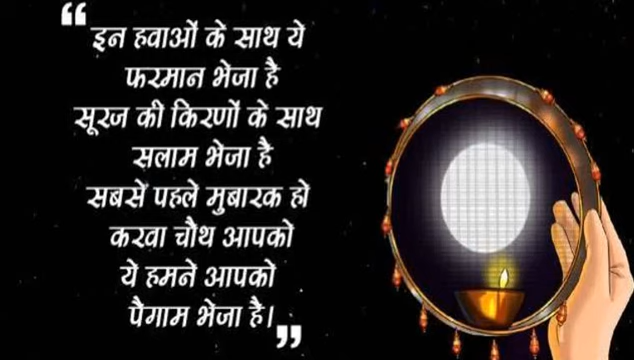 “ इन हवाओं के साथ ये
फरमान भेजा है
सूरज की किरणों के साथ
सलाम भेजा है
सबसे पहले मुबारक हो
करवा चौथ आपको
ये हमने आपको
पैगाम भेजा है। ”